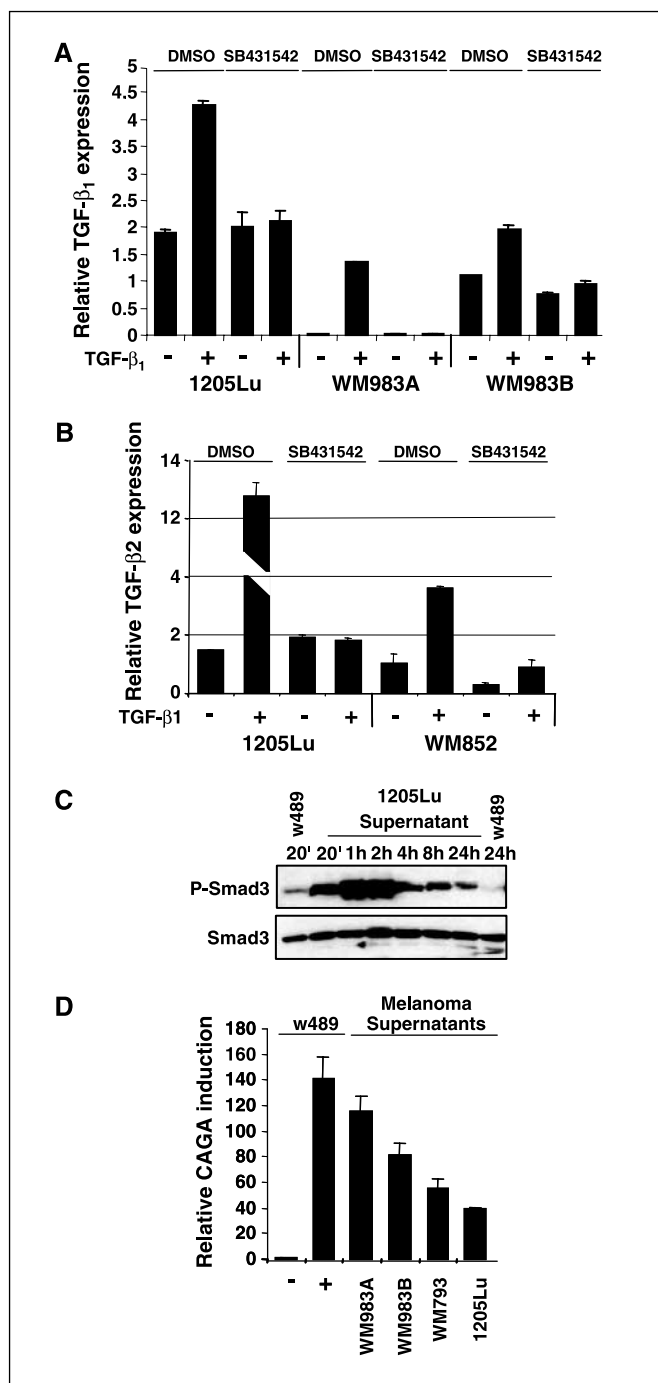 A
DMSO SB431542 DMSO SB431542 DMSO SB431542
Relative TGF-β₁ expression
5
4.5
4
3.5
3
2.5
2
1.5
1
0.5
0
TGF-β₁ - + - + - + - + - + - +
1205Lu WM983A WM983B
B
DMSO SB431542 DMSO SB431542
Relative TGF-β2 expression
14
12
4
2
0
TGF-β1 - + - + - + - +
1205Lu WM852
C
w489 1205Lu w489
Supernatant
20' 20' 1h 2h 4h 8h 24h 24h
P-Smad3
Smad3
D
w489 Melanoma
Supernatants
Relative CAGA induction
180
160
140
120
100
80
60
40
20
0
- + WM983A WM983B WM793 1205Lu